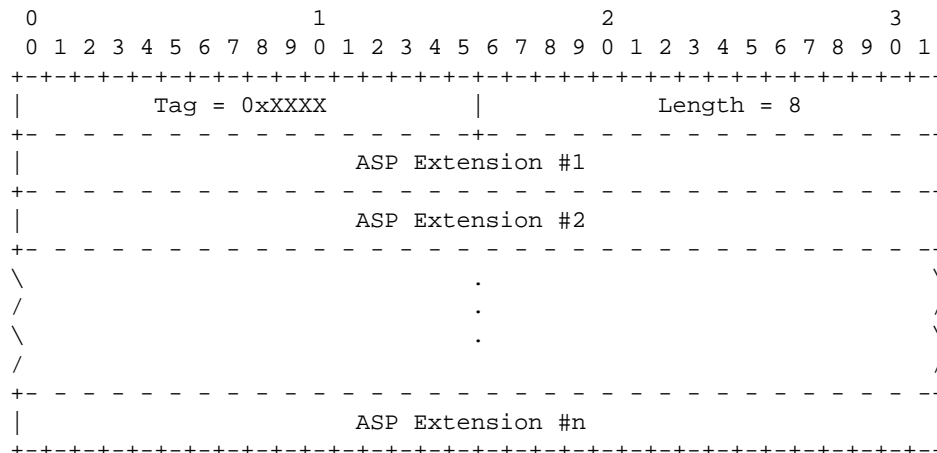 0                   1                   2                   3
 0 1 2 3 4 5 6 7 8 9 0 1 2 3 4 5 6 7 8 9 0 1 2 3 4 5 6 7 8 9 0 1
+-+-+-+-+-+-+-+-+-+-+-+-+-+-+-+-+-+-+-+-+-+-+-+-+-+-+-+-+-+-+-+--
|         Tag = 0xXXXX          |            Length = 8
+- - - - - - - - - - - - - - - -+- - - - - - - - - - - - - - - --
|                       ASP Extension #1
+- - - - - - - - - - - - - - - - - - - - - - - - - - - - - - - --
|                       ASP Extension #2
+- - - - - - - - - - - - - - - - - - - - - - - - - - - - - - - --
\                               .                               \
/                               .                               /
\                               .                               \
/                                                               /
+- - - - - - - - - - - - - - - - - - - - - - - - - - - - - - - --
|                       ASP Extension #n
+-+-+-+-+-+-+-+-+-+-+-+-+-+-+-+-+-+-+-+-+-+-+-+-+-+-+-+-+-+-+-+--